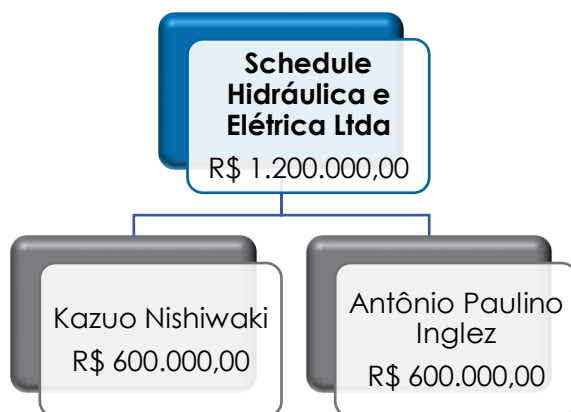 Schedule
Hidráulica e
Elétrica Ltda
R$ 1.200.000,00
Kazuo Nishiwaki
R$ 600.000,00
Antônio Paulino
Inglez
R$ 600.000,00